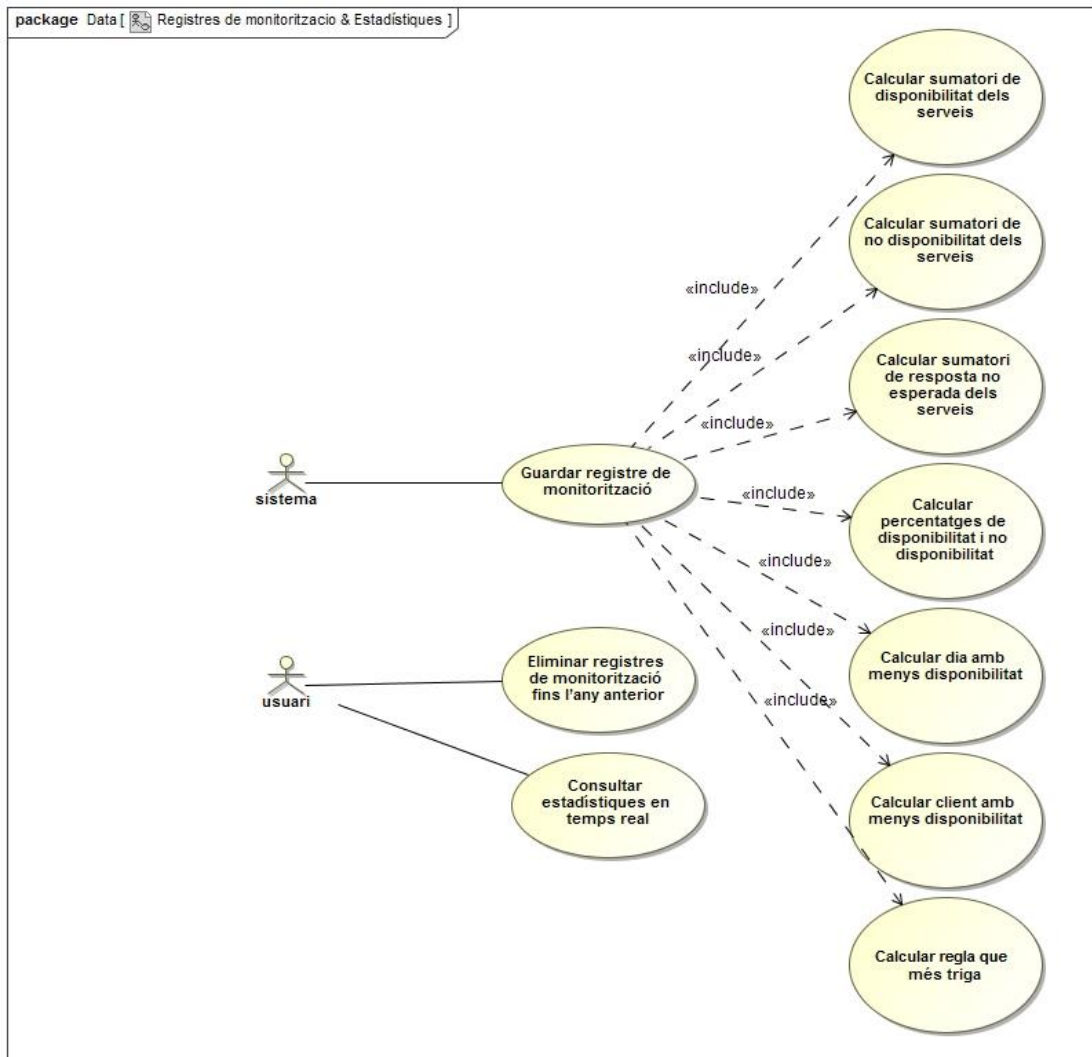 package Data [ Registres de monitoritzacio & Estadístiques ]
Calcular sumatori de
disponibilitat dels
serveis
Calcular sumatori de
no disponibilitat dels
serveis
«include»
«include»
Calcular sumatori
de resposta no
esperada dels
serveis
«include»
sistema
Guardar registre de
monitorització
«include»
Calcular
percentatges de
disponibilitat i no
disponibilitat
«include»
«include»
Calcular dia amb
menys disponibilitat
«include»
usuari
Eliminar registres
de monitorització
fins l'any anterior
Consultar
estadístiques en
temps real
Calcular client amb
menys disponibilitat
Calcular regla que
més triga